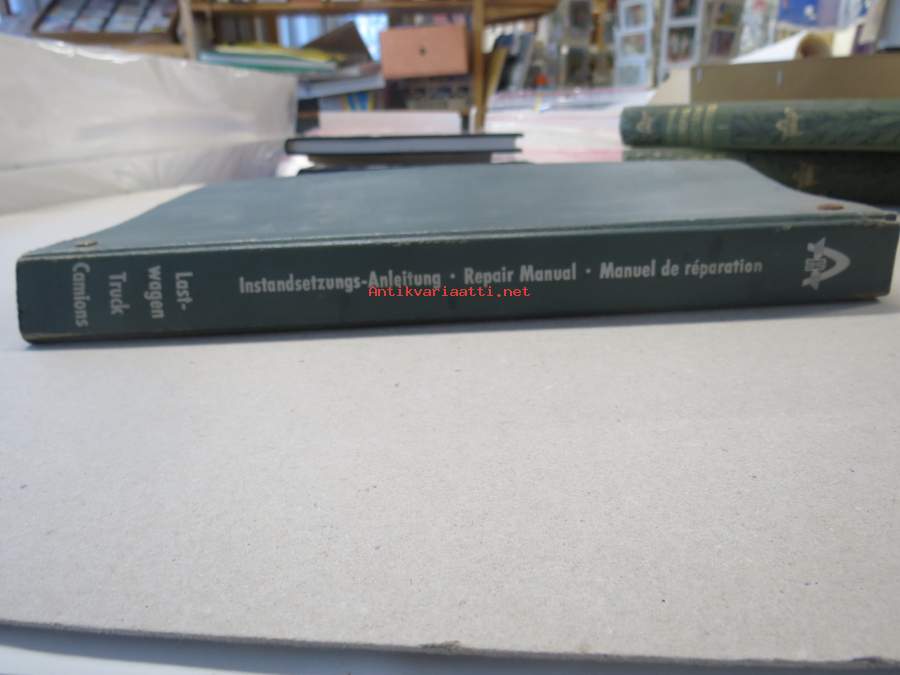 Last-
wagen
Truck
Camions
Instandsetzungs-Anleitung · Repair Manual · Manuel de réparation
Antikvariaatti.net